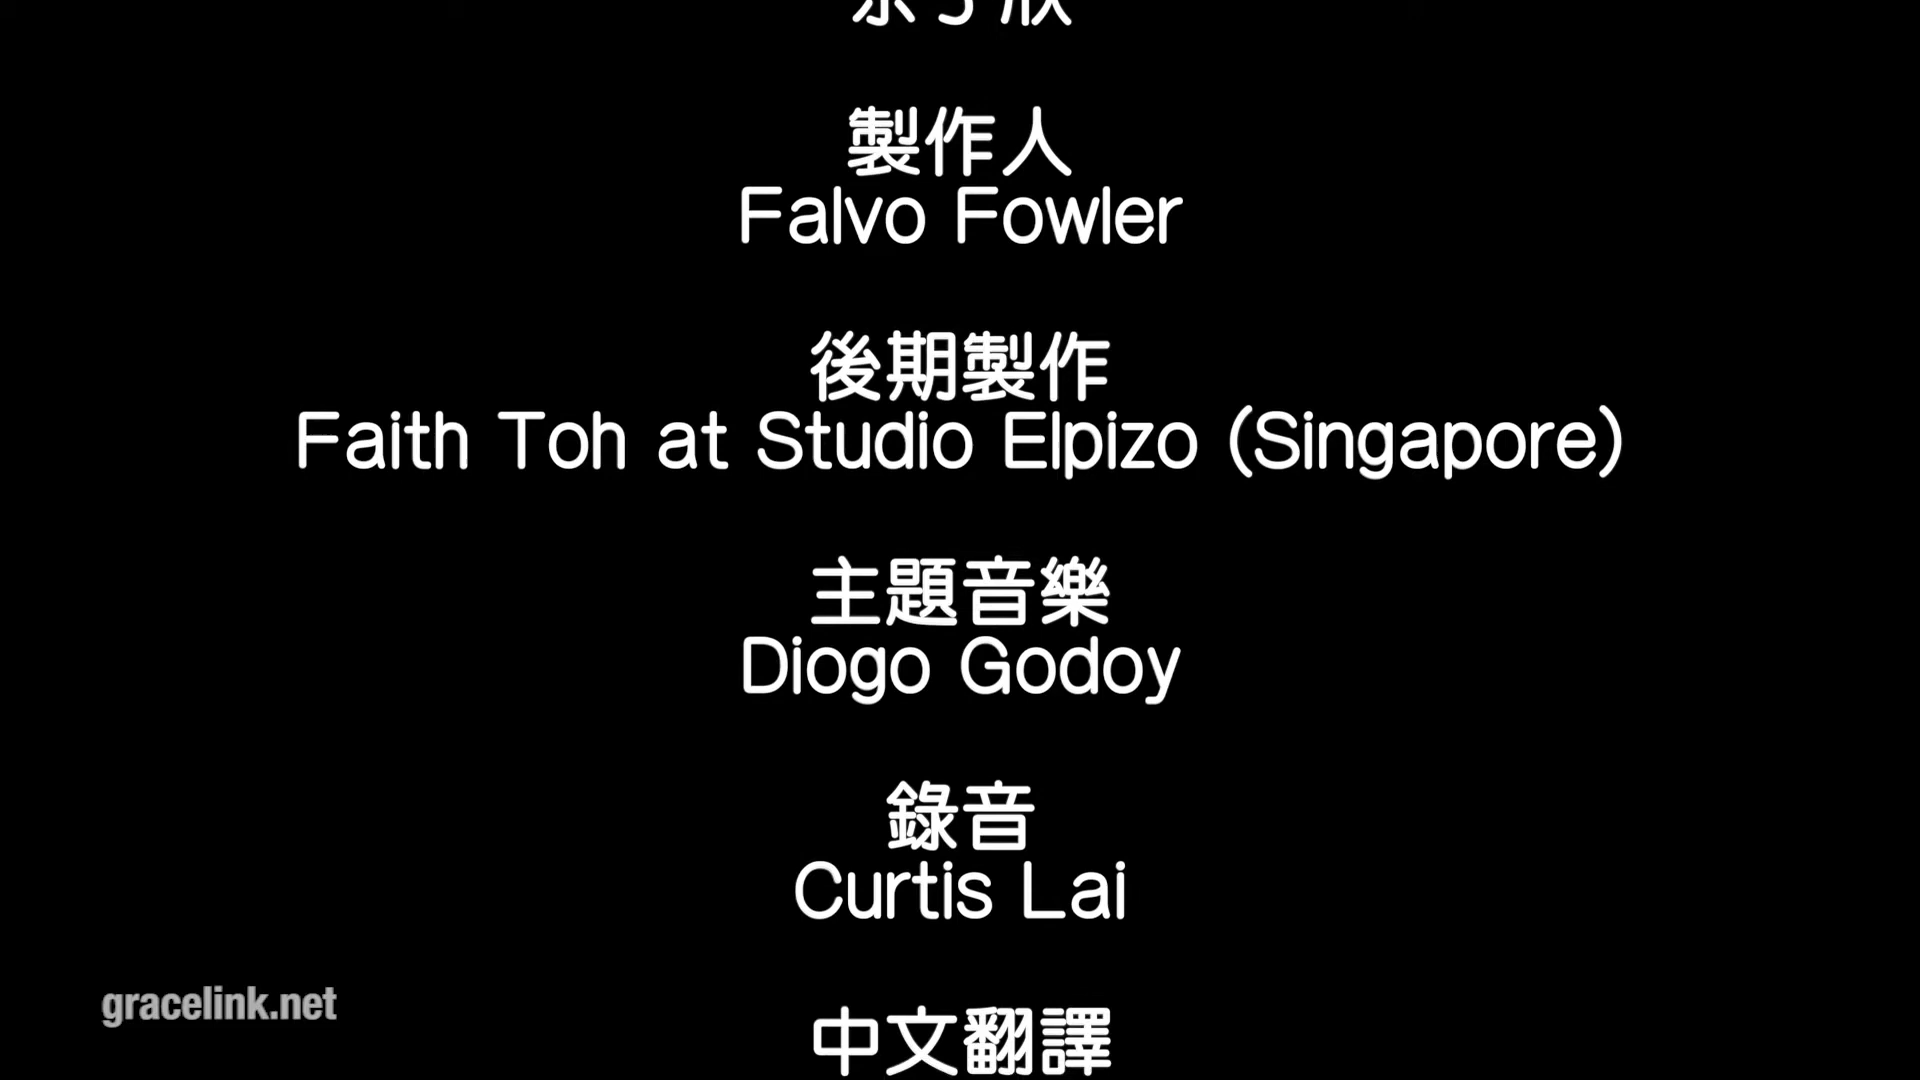 製作人
Falvo Fowler
後期製作
Faith Toh at Studio Elpizo (Singapore)
主題音樂
Diogo Godoy
錄音
Curtis Lai
gracelink.net
中文翻譯